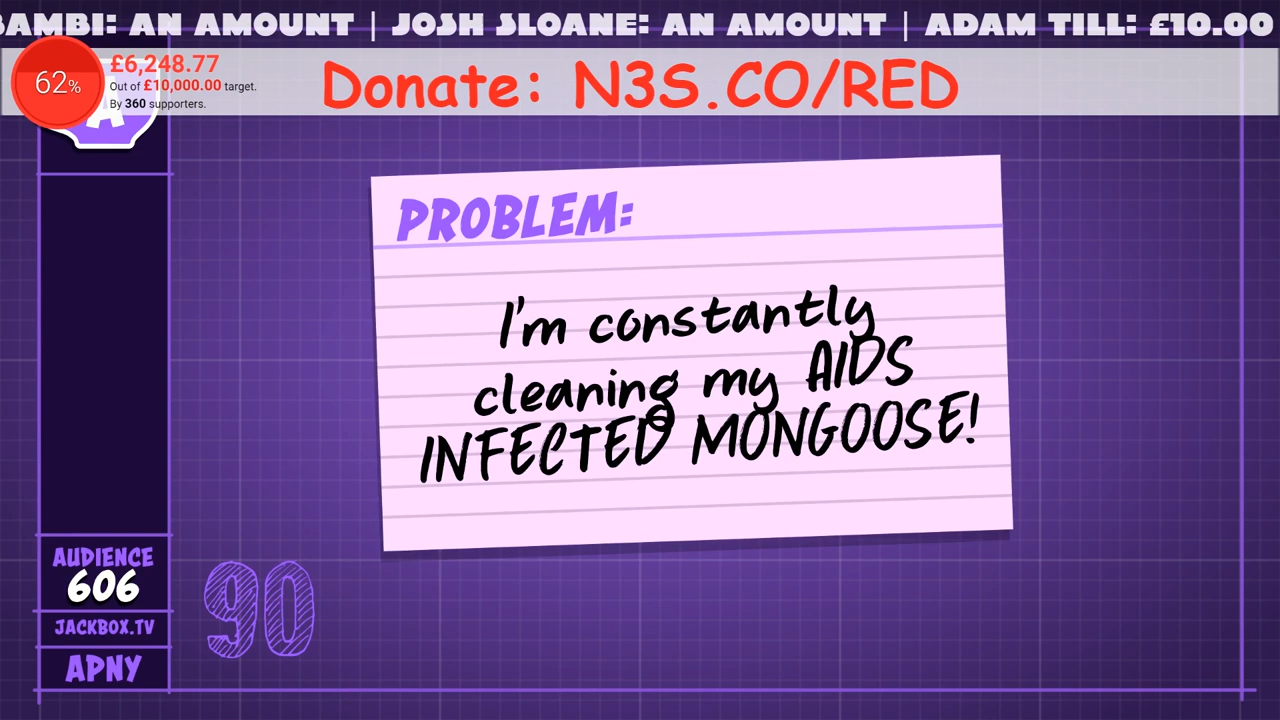 BAMBI: AN AMOUNT | JOSH SLOANE: AN AMOUNT | ADAM TILL: £10.00
62%
£6,248.77
Out of £10,000.00 target.
By 360 supporters.
Donate: N3S.CO/RED
A
PROBLEM:
I'm constantly
cleaning my AIDS
INFECTED MONGOOSE!
AUDIENCE
606
JACKBOX.TV
APNY
90